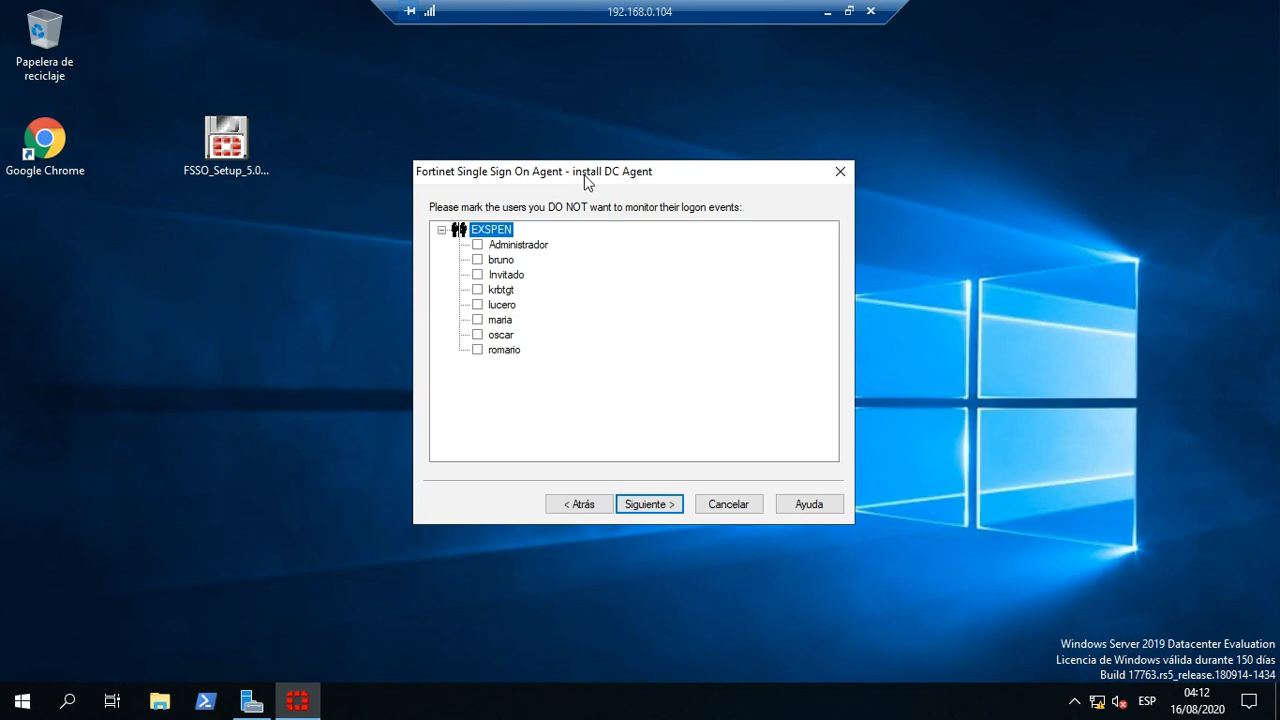 192.168.0.104
Papelera de
reciclaje
Google Chrome
FSSO_Setup_5.0...
Fortinet Single Sign On Agent - install DC Agent
Please mark the users you DO NOT want to monitor their logon events:
EXSPEN
Administrador
bruno
Invitado
krbtgt
lucero
maria
oscar
romario
< Atrás
Siguiente >
Cancelar
Ayuda
Windows Server 2019 Datacenter Evaluation
Licencia de Windows válida durante 150 días
Build 17763.rs5_release.180914-1434
ESP
04:12
16/08/2020